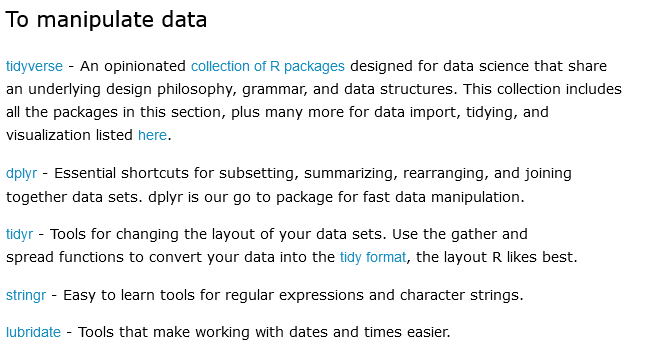 To manipulate data
tidyverse - An opinionated collection of R packages designed for data science that share
an underlying design philosophy, grammar, and data structures. This collection includes
all the packages in this section, plus many more for data import, tidying, and
visualization listed here.
dplyr - Essential shortcuts for subsetting, summarizing, rearranging, and joining
together data sets. dplyr is our go to package for fast data manipulation.
tidyr - Tools for changing the layout of your data sets. Use the gather and
spread functions to convert your data into the tidy format, the layout R likes best.
stringr - Easy to learn tools for regular expressions and character strings.
lubridate - Tools that make working with dates and times easier.